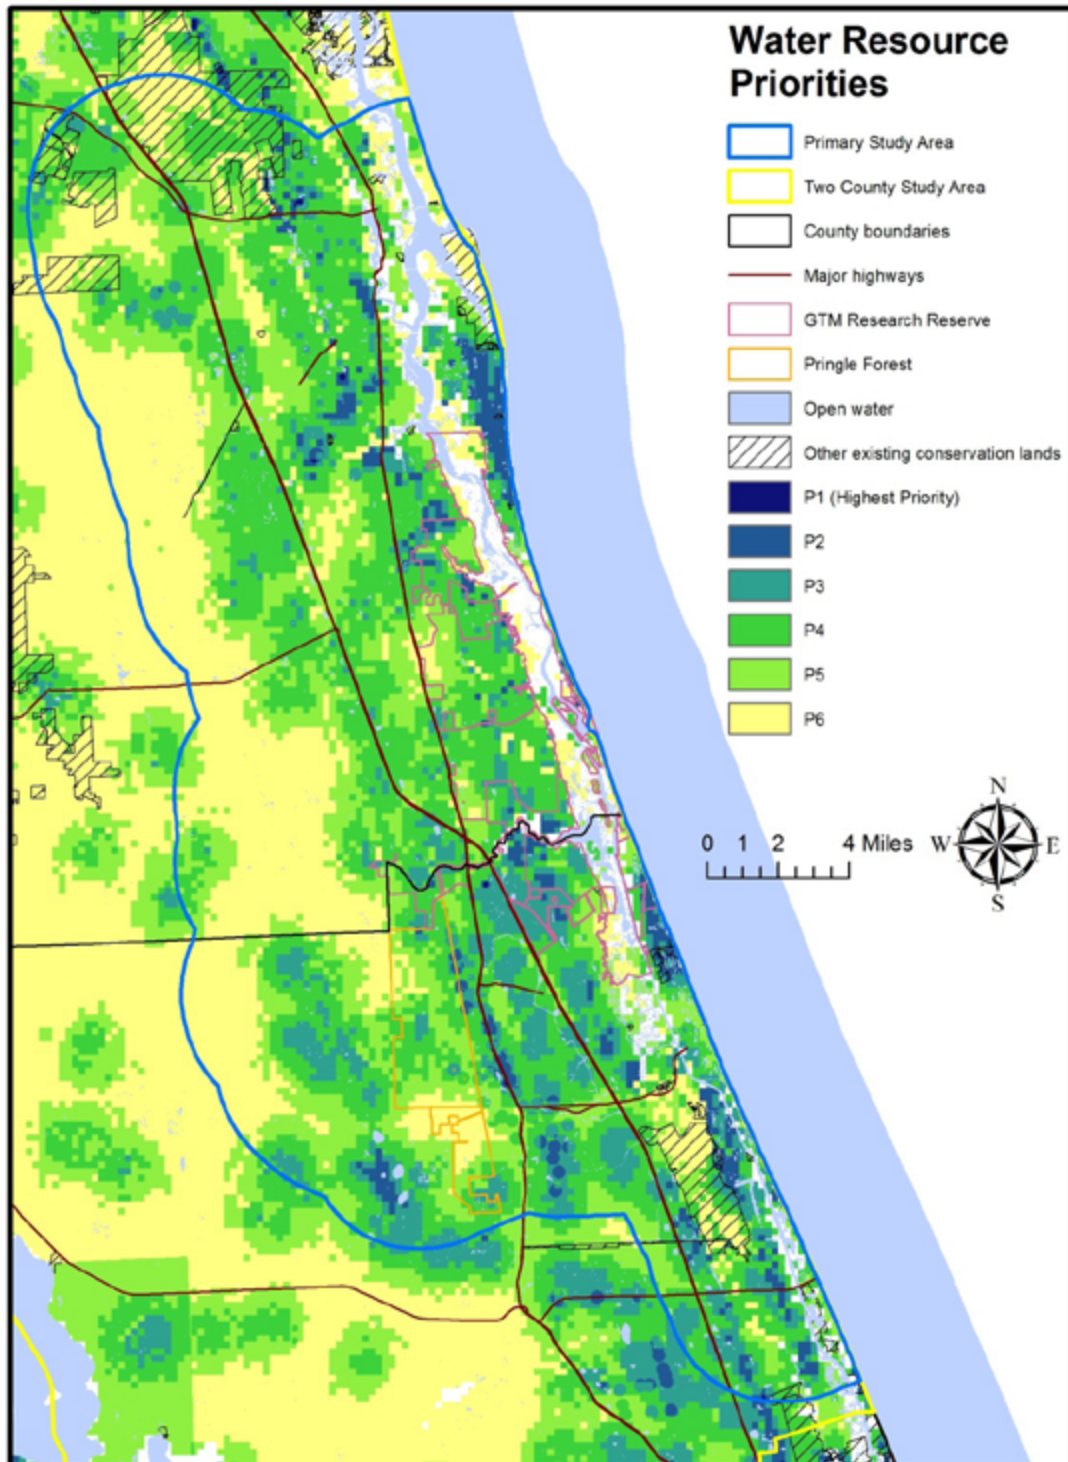 Water Resource
Priorities
Primary Study Area
Two County Study Area
County boundaries
Major highways
GTM Research Reserve
Pringle Forest
Open water
Other existing conservation lands
P1 (Highest Priority)
P2
P3
P4
P5
P6
N
0 1 2 4 Miles W E
S